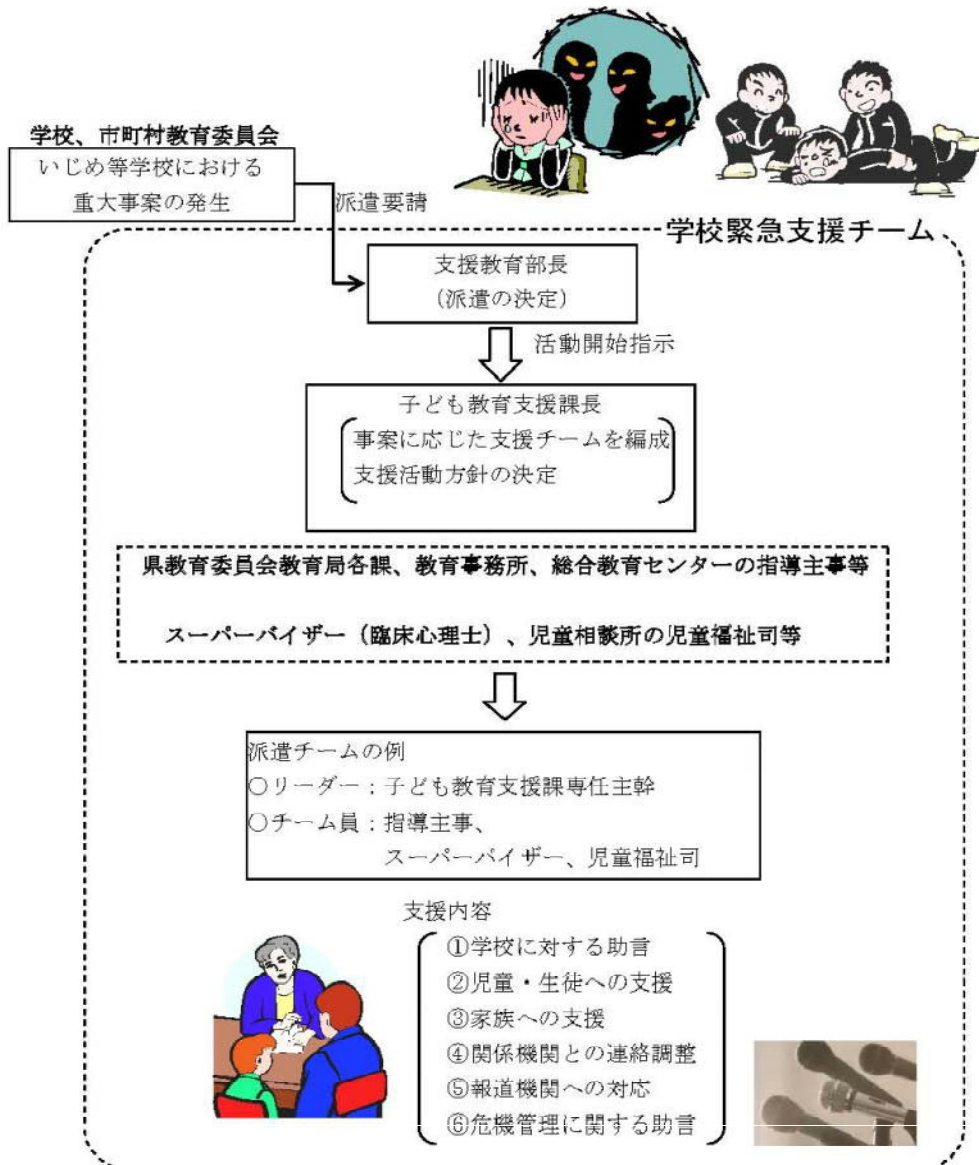 学校、市町村教育委員会
いじめ等学校における
重大事案の発生
派遣要請
学校緊急支援チーム
支援教育部長
(派遣の決定)
活動開始指示
子ども教育支援課長
事案に応じた支援チームを編成
支援活動方針の決定
県教育委員会教育局各課、教育事務所、総合教育センターの指導主事等
スーパーバイザー（臨床心理士）、児童相談所の児童福祉司等
派遣チームの例
○リーダー：子ども教育支援課専任主幹
○チーム員：指導主事、
スーパーバイザー、児童福祉司
支援内容
①学校に対する助言
②児童・生徒への支援
③家族への支援
④関係機関との連絡調整
⑤報道機関への対応
⑥危機管理に関する助言